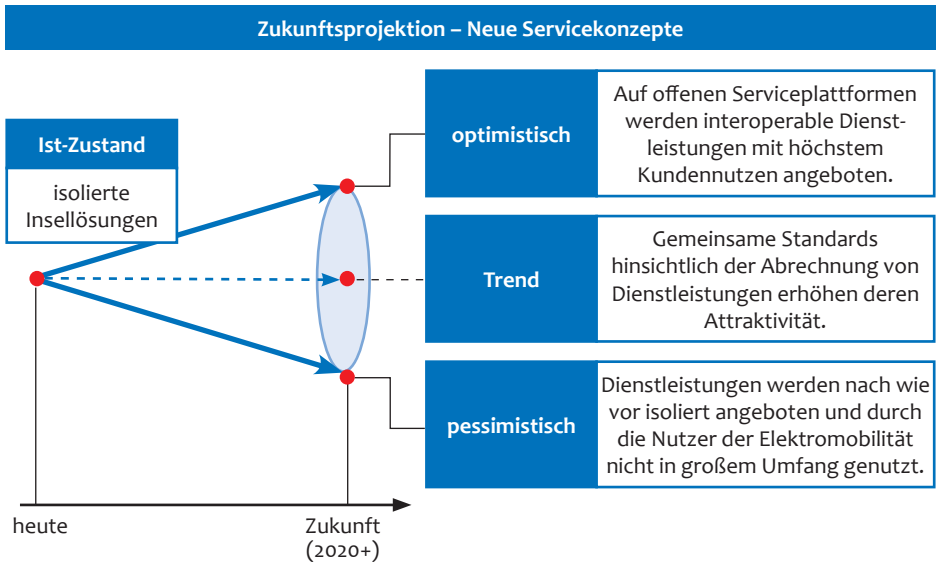 Zukunftsprojektion – Neue Servicekonzepte
Ist-Zustand
isolierte
Insellösungen
optimistisch
Auf offenen Serviceplattformen
werden interoperable Dienst-
leistungen mit höchstem
Kundennutzen angeboten.
Trend
Gemeinsame Standards
hinsichtlich der Abrechnung von
Dienstleistungen erhöhen deren
Attraktivität.
pessimistisch
Dienstleistungen werden nach wie
vor isoliert angeboten und durch
die Nutzer der Elektromobilität
nicht in großem Umfang genutzt.
heute
Zukunft
(2020+)